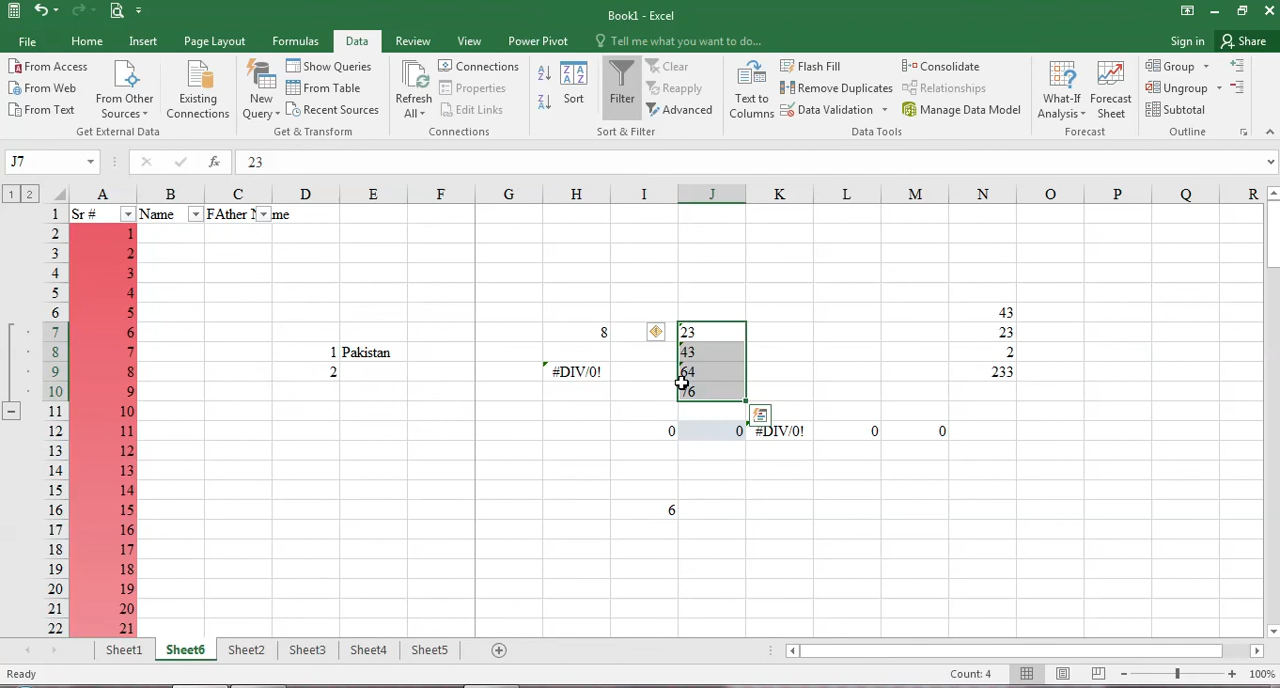 Book1 - Excel
File Home Insert Page Layout Formulas Data Review View Power Pivot Tell me what you want to do... Sign in Share
From Access
From Web
From Text
From Other Sources
Existing Connections
Get External Data
New Query
Show Queries
From Table
Recent Sources
Get & Transform
Refresh All
Connections
Properties
Edit Links
Connections
Sort
Filter
Clear
Reapply
Advanced
Sort & Filter
Text to Columns
Flash Fill
Remove Duplicates
Data Validation
Consolidate
Relationships
Manage Data Model
Data Tools
What-If Analysis
Forecast Sheet
Forecast
Group
Ungroup
Subtotal
Outline
J7 fx 23
1 2 A B C D E F G H I J K L M N O P Q R
1 Sr # Name FAther Name
2 1
3 2
4 3
5 4
6 5 43
7 6 8 23 23
8 7 1 Pakistan 43 2
9 8 2 #DIV/0! 64 233
10 9 76
11 10
12 11 0 0 #DIV/0! 0 0
13 12
14 13
15 14
16 15 6
17 16
18 17
19 18
20 19
21 20
22 21
Sheet1 Sheet6 Sheet2 Sheet3 Sheet4 Sheet5
Ready Count: 4 100%